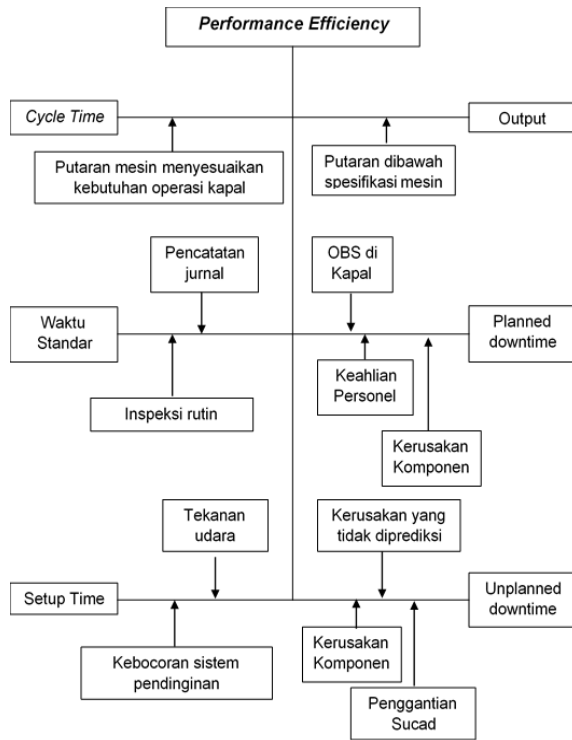 Performance Efficiency
Cycle Time
Output
Putaran mesin menyesuaikan
kebutuhan operasi kapal
Putaran dibawah
spesifikasi mesin
Pencatatan
jurnal
OBS di
Kapal
Waktu
Standar
Planned
downtime
Inspeksi rutin
Keahlian
Personel
Kerusakan
Komponen
Tekanan
udara
Kerusakan yang
tidak diprediksi
Setup Time
Unplanned
downtime
Kebocoran sistem
pendinginan
Kerusakan
Komponen
Penggantian
Sucad